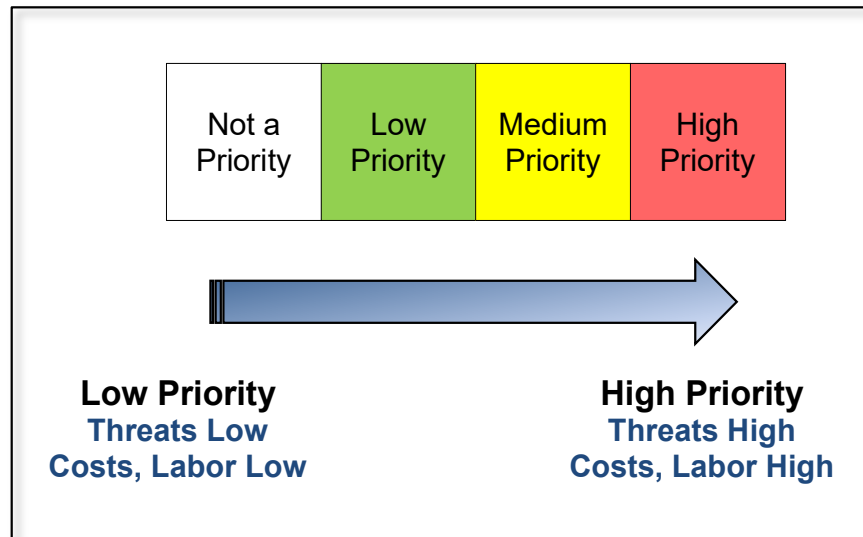 Not a
Priority
Low
Priority
Medium
Priority
High
Priority
Low Priority
Threats Low
Costs, Labor Low
High Priority
Threats High
Costs, Labor High